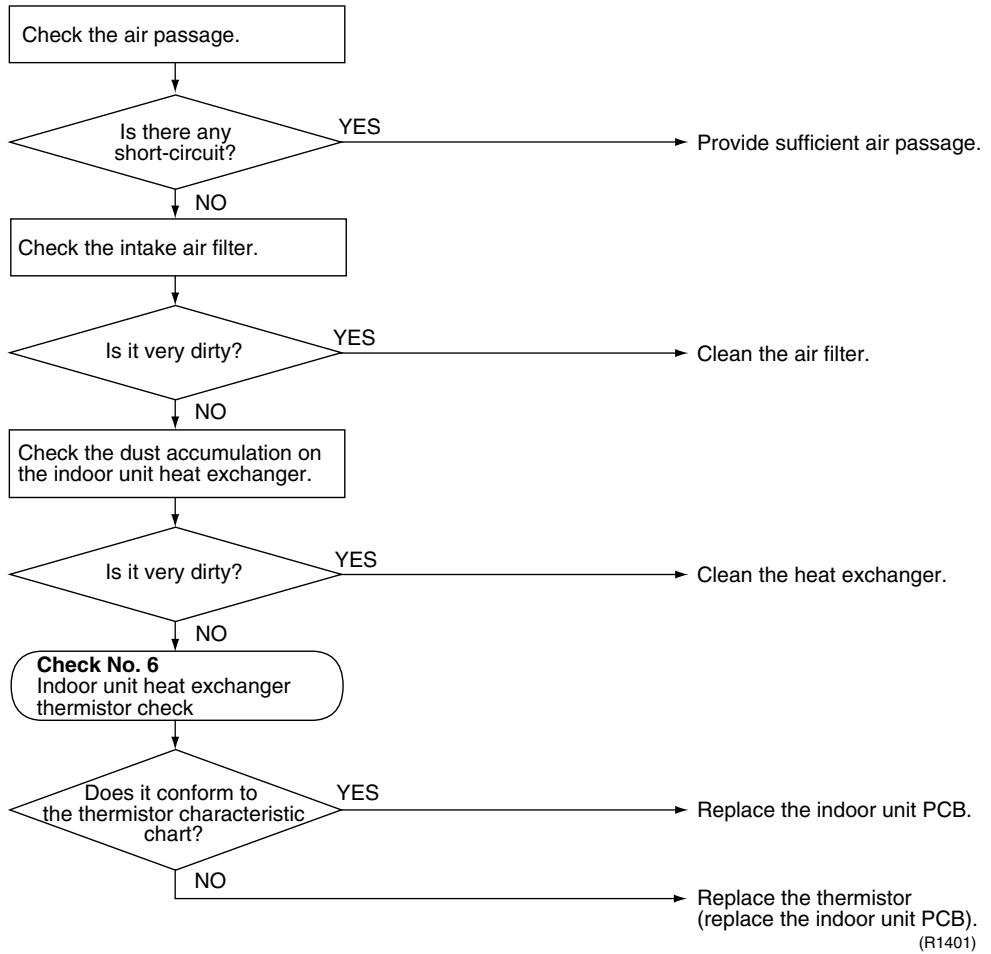 Check the air passage.
Is there any
short-circuit?
YES
Provide sufficient air passage.
NO
Check the intake air filter.
Is it very dirty?
YES
Clean the air filter.
NO
Check the dust accumulation on
the indoor unit heat exchanger.
Is it very dirty?
YES
Clean the heat exchanger.
NO
Check No. 6
Indoor unit heat exchanger
thermistor check
Does it conform to
the thermistor characteristic
chart?
YES
Replace the indoor unit PCB.
NO
Replace the thermistor
(replace the indoor unit PCB).
(R1401)